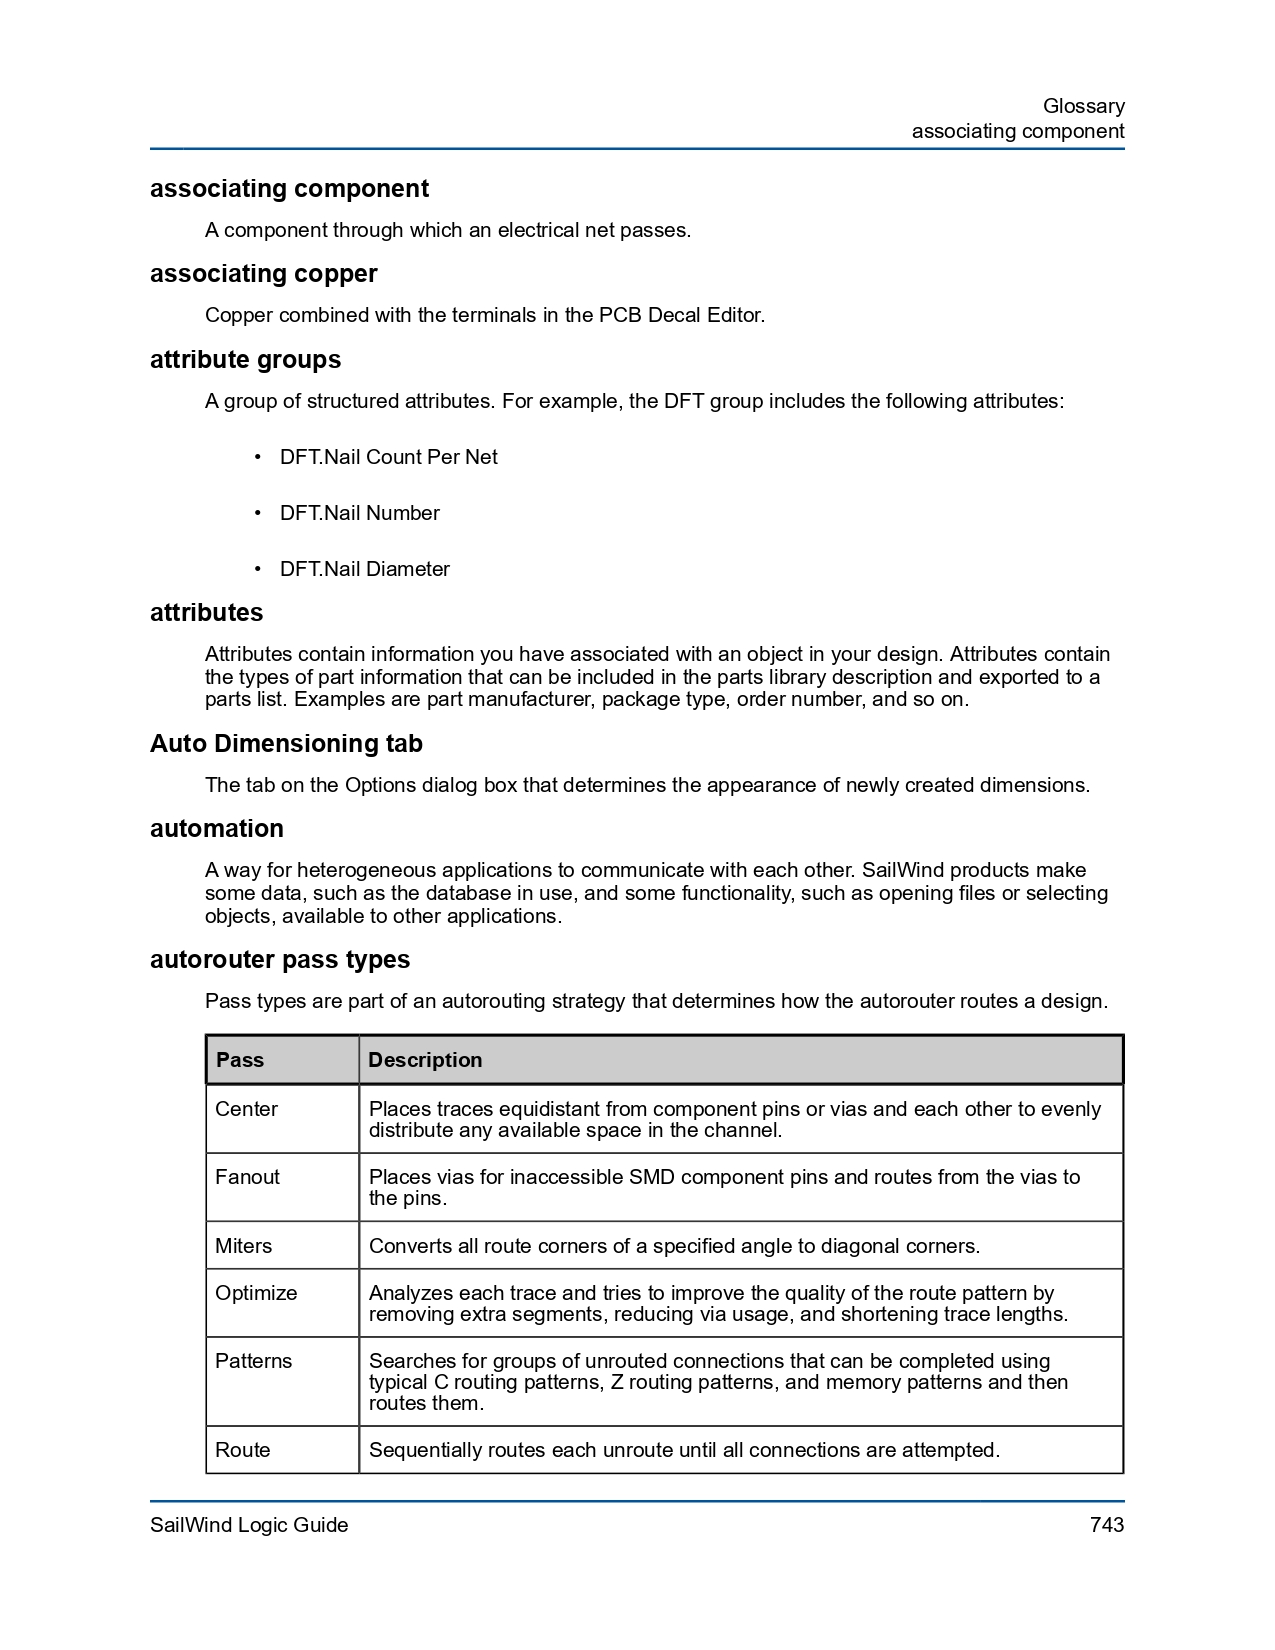 Glossary
associating component
associating component
A component through which an electrical net passes.
associating copper
Copper combined with the terminals in the PCB Decal Editor.
attribute groups
A group of structured attributes. For example, the DFT group includes the following attributes:
• DFT.Nail Count Per Net
• DFT.Nail Number
• DFT.Nail Diameter
attributes
Attributes contain information you have associated with an object in your design. Attributes contain
the types of part information that can be included in the parts library description and exported to a
parts list. Examples are part manufacturer, package type, order number, and so on.
Auto Dimensioning tab
The tab on the Options dialog box that determines the appearance of newly created dimensions.
automation
A way for heterogeneous applications to communicate with each other. SailWind products make
some data, such as the database in use, and some functionality, such as opening files or selecting
objects, available to other applications.
autorouter pass types
Pass types are part of an autorouting strategy that determines how the autorouter routes a design.
Pass Description
Center Places traces equidistant from component pins or vias and each other to evenly
distribute any available space in the channel.
Fanout Places vias for inaccessible SMD component pins and routes from the vias to
the pins.
Miters Converts all route corners of a specified angle to diagonal corners.
Optimize Analyzes each trace and tries to improve the quality of the route pattern by
removing extra segments, reducing via usage, and shortening trace lengths.
Patterns Searches for groups of unrouted connections that can be completed using
typical C routing patterns, Z routing patterns, and memory patterns and then
routes them.
Route Sequentially routes each unroute until all connections are attempted.
SailWind Logic Guide 743